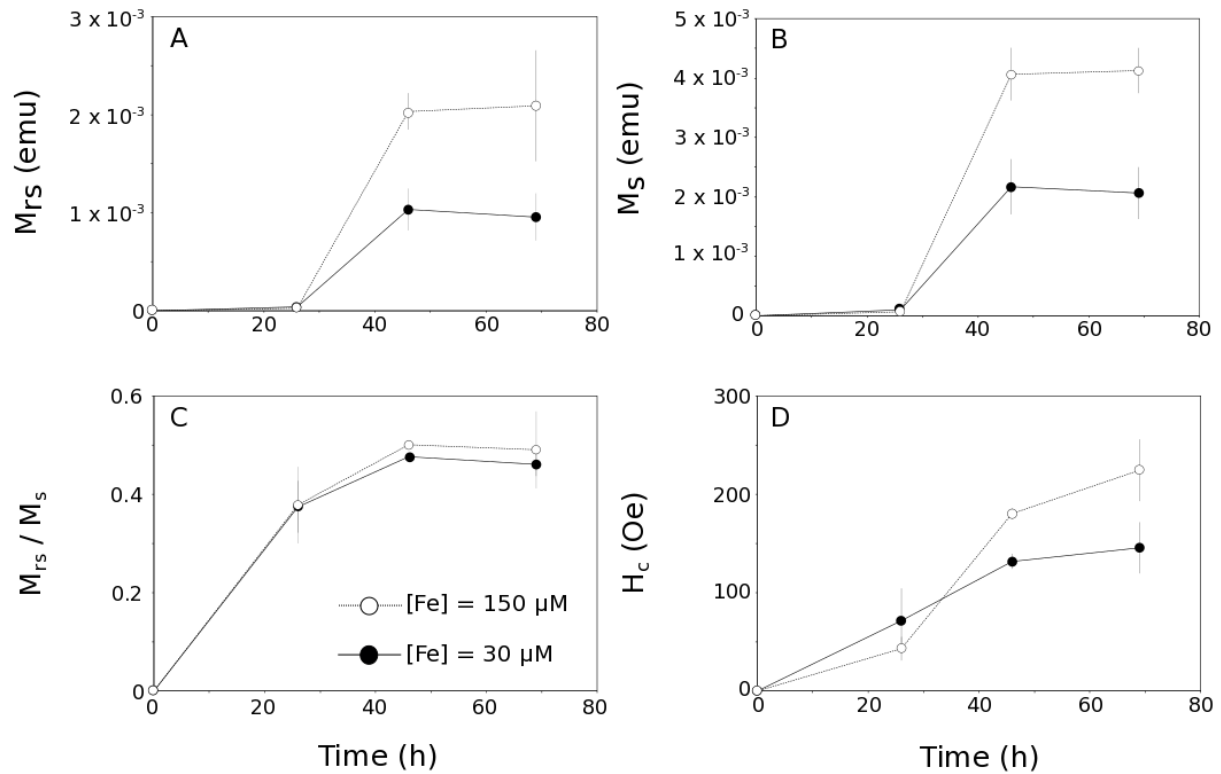 A
3 x 10-3
2 x 10-3
1 x 10-3
0
Mrs (emu)
0 20 40 60 80
B
5 x 10-3
4 x 10-3
3 x 10-3
2 x 10-3
1 x 10-3
0
Ms (emu)
0 20 40 60 80
C
0.6
0.4
0.2
0
Mrs / Ms
[Fe] = 150 µM
[Fe] = 30 µM
0 20 40 60 80
Time (h)
D
300
200
100
0
Hc (Oe)
0 20 40 60 80
Time (h)